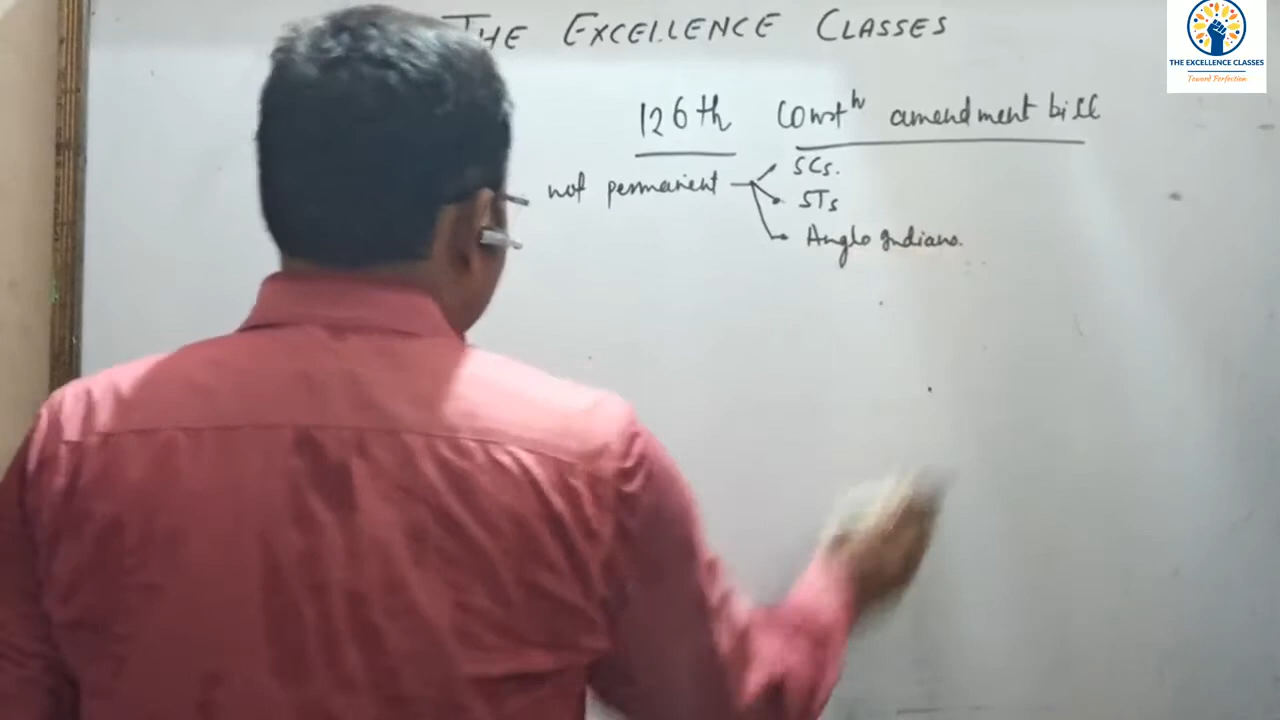 THE EXCELLENCE CLASSES
THE EXCELLENCE CLASSES
Toward Perfection
126th Constn amendment bill
not permanent
SCs.
STs
Anglo Indians.